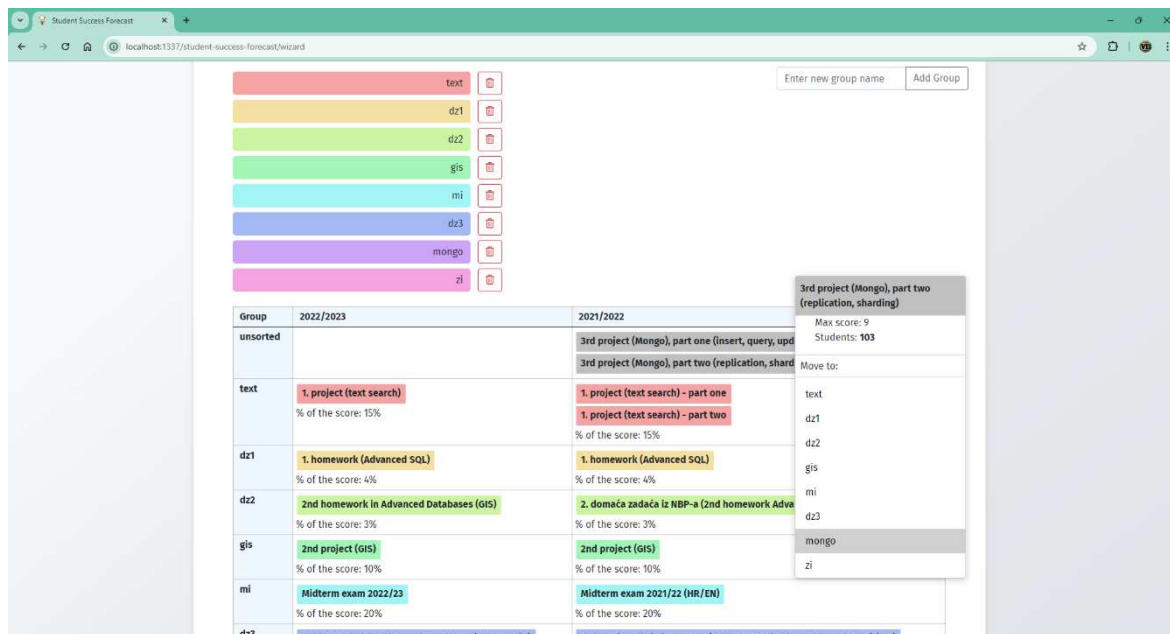 Student Success Forecast
localhost:1337/student-success-forecast/wizard
VB
text
Enter new group name
Add Group
dz1
dz2
gis
mi
dz3
mongo
zi
Group 2022/2023 2021/2022
unsorted
3rd project (Mongo), part one (insert, query, upd
3rd project (Mongo), part two (replication, shard
text
1. project (text search)
% of the score: 15%
1. project (text search) - part one
1. project (text search) - part two
% of the score: 15%
dz1
1. homework (Advanced SQL)
% of the score: 4%
1. homework (Advanced SQL)
% of the score: 4%
dz2
2nd homework in Advanced Databases (GIS)
% of the score: 3%
2. domaća zadaća iz NBP-a (2nd homework Adva
% of the score: 3%
gis
2nd project (GIS)
% of the score: 10%
2nd project (GIS)
% of the score: 10%
mi
Midterm exam 2022/23
% of the score: 20%
Midterm exam 2021/22 (HR/EN)
% of the score: 20%
dz3
3rd project (Mongo), part two
(replication, sharding)
Max score: 9
Students: 103
Move to:
text
dz1
dz2
gis
mi
dz3
mongo
zi